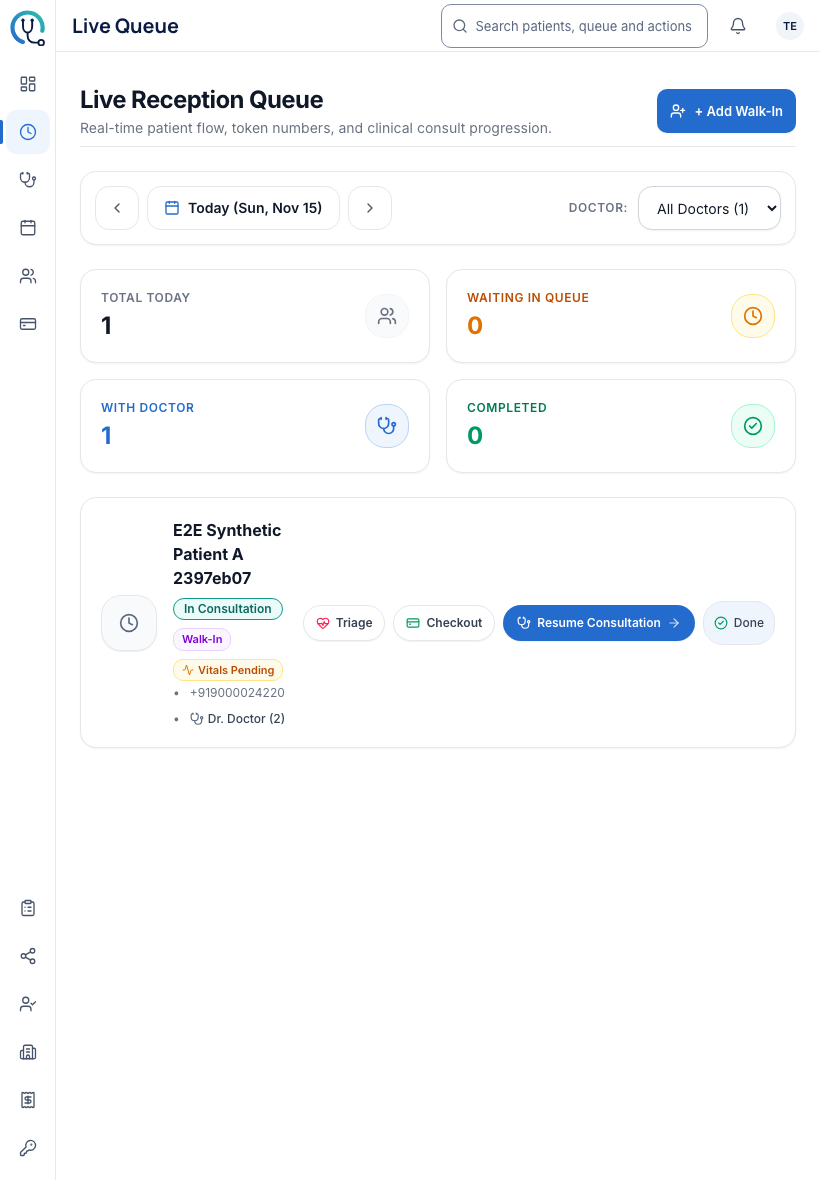 Live Queue
Search patients, queue and actions
TE
Live Reception Queue
Real-time patient flow, token numbers, and clinical consult progression.
+ Add Walk-In
Today (Sun, Nov 15)
DOCTOR:
All Doctors (1)
TOTAL TODAY
1
WAITING IN QUEUE
0
WITH DOCTOR
1
COMPLETED
0
E2E Synthetic
Patient A
2397eb07
In Consultation
Walk-In
Vitals Pending
• +919000024220
• Dr. Doctor (2)
Triage
Checkout
Resume Consultation
Done